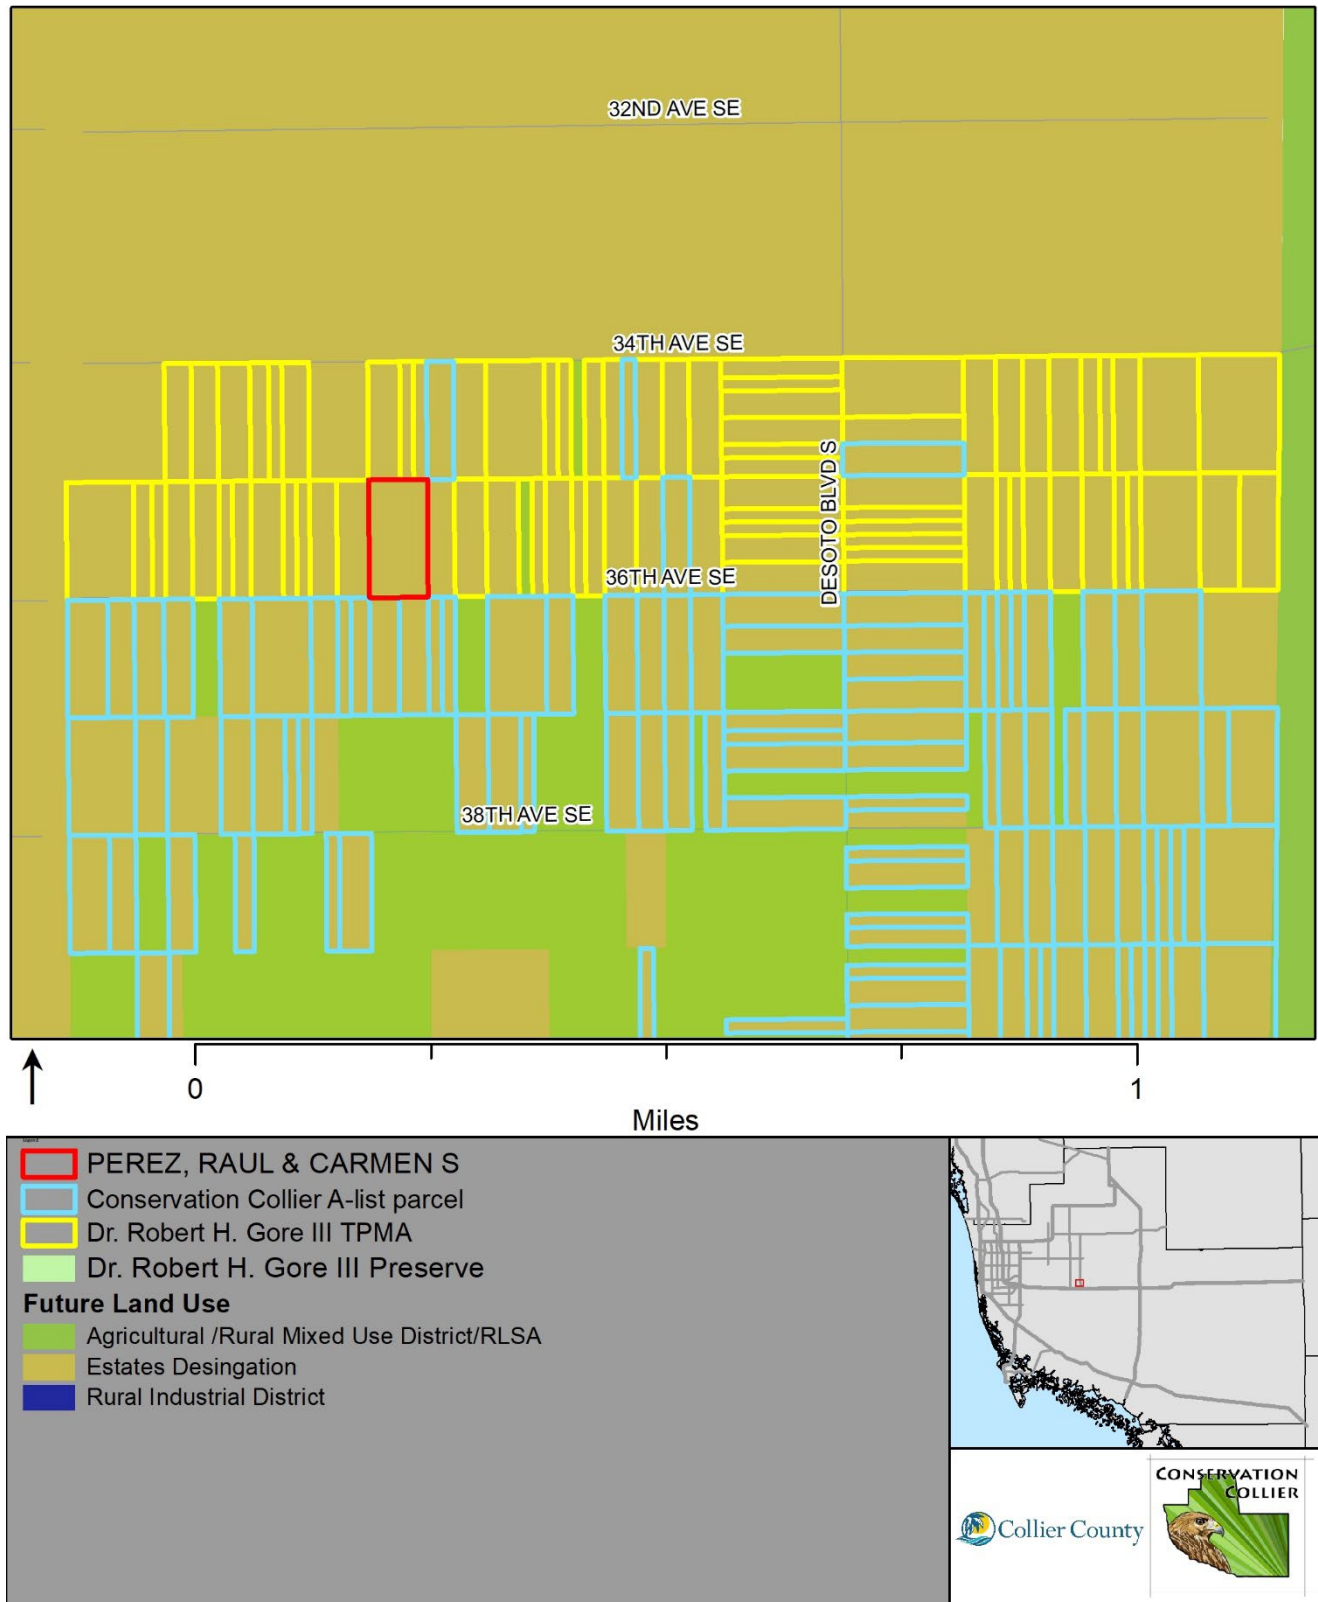 32ND AVE SE
34TH AVE SE
DESOTO BLVD S
36TH AVE SE
38TH AVE SE
0
1
Miles
PEREZ, RAUL & CARMEN S
Conservation Collier A-list parcel
Dr. Robert H. Gore III TPMA
Dr. Robert H. Gore III Preserve
Future Land Use
Agricultural /Rural Mixed Use District/RLSA
Estates Desingation
Rural Industrial District
Collier County
CONSERVATION
COLLIER